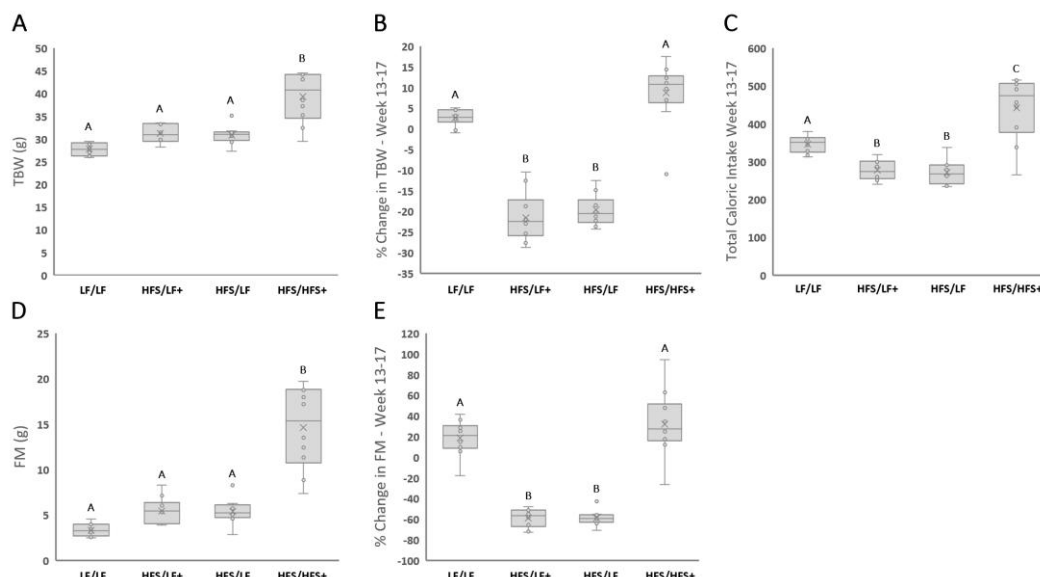 A
TBW (g)
50
45
40
35
30
25
20
15
10
5
0
A
A
A
B
LF/LF
HFS/LF+
HFS/LF
HFS/HFS+
B
% Change in TBW - Week 13-17
20
15
10
5
0
-5
-10
-15
-20
-25
-30
-35
A
B
B
A
LF/LF
HFS/LF+
HFS/LF
HFS/HFS+
C
Total Caloric Intake Week 13-17
600
500
400
300
200
100
0
A
B
B
C
LF/LF
HFS/LF+
HFS/LF
HFS/HFS+
D
FM (g)
25
20
15
10
5
0
A
A
A
B
LF/LF
HFS/LF+
HFS/LF
HFS/HFS+
E
% Change in FM - Week 13-17
120
100
80
60
40
20
0
-20
-40
-60
-80
-100
A
B
B
A
LF/LF
HFS/LF+
HFS/LF
HFS/HFS+